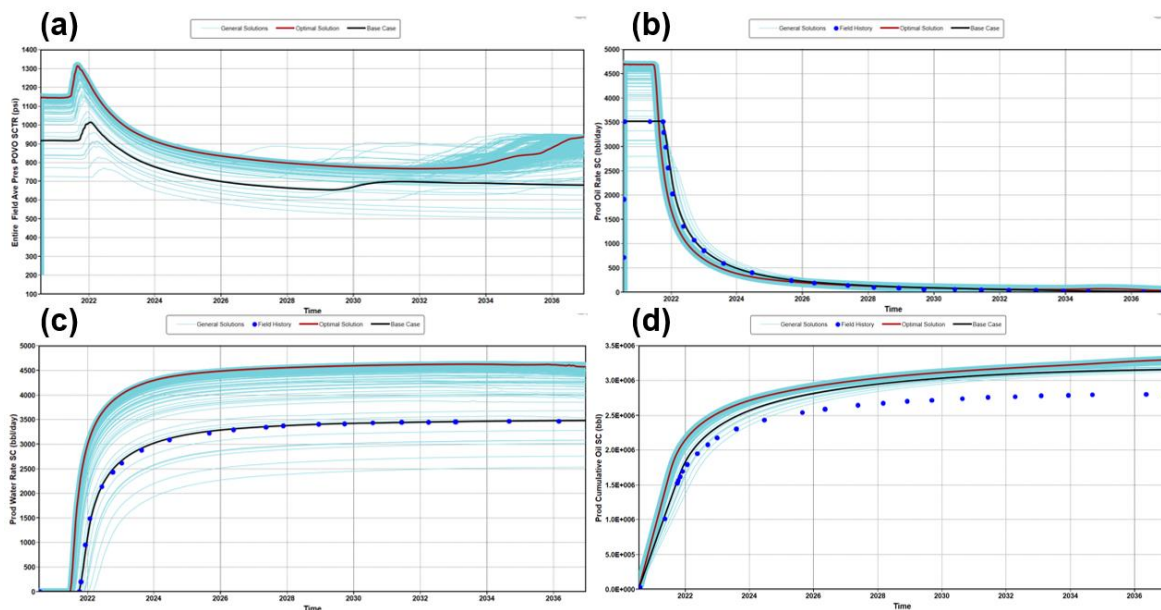 (a)
General Solutions Optimal Solution Base Case
Entire Field Ave Pres POVO SCTR (psi)
1400
1300
1200
1100
1000
900
800
700
600
500
400
300
200
100
2022 2024 2026 2028 2030 2032 2034 2036
Time
(b)
General Solutions Field History Optimal Solution Base Case
Prod Oil Rate SC (bbl/day)
5000
4500
4000
3500
3000
2500
2000
1500
1000
500
0
2022 2024 2026 2028 2030 2032 2034 2036
Time
(c)
General Solutions Field History Optimal Solution Base Case
Prod Water Rate SC (bbl/day)
5000
4500
4000
3500
3000
2500
2000
1500
1000
500
0
2022 2024 2026 2028 2030 2032 2034 2036
Time
(d)
General Solutions Field History Optimal Solution Base Case
Prod Cumulative Oil SC (bbl)
3.5E+006
3.0E+006
2.5E+006
2.0E+006
1.5E+006
1.0E+006
5.0E+005
0.0E+000
2022 2024 2026 2028 2030 2032 2034 2036
Time